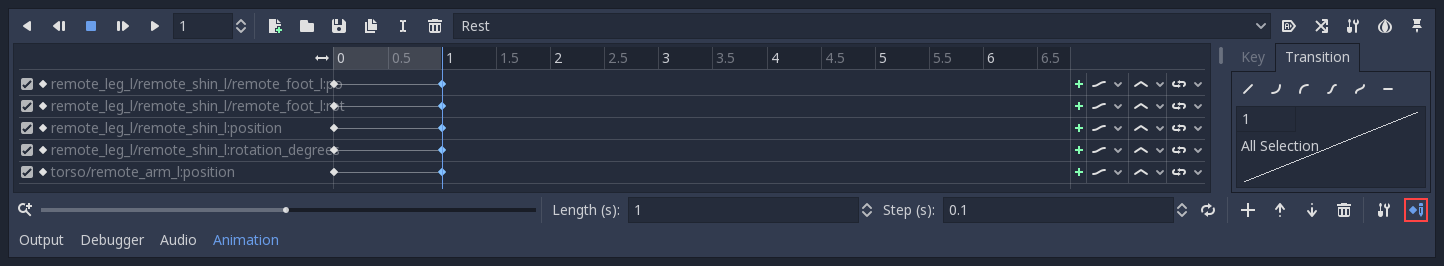 1 Rest
0 0.5 1 1.5 2 2.5 3 3.5 4 4.5 5 5.5 6 6.5 Key Transition
remote_leg_l/remote_shin_l/remote_foot_l:po
remote_leg_l/remote_shin_l/remote_foot_l:rot
remote_leg_l/remote_shin_l:position
remote_leg_l/remote_shin_l:rotation_degrees
torso/remote_arm_l:position
1
All Selection
Length (s): 1 Step (s): 0.1
Output Debugger Audio Animation